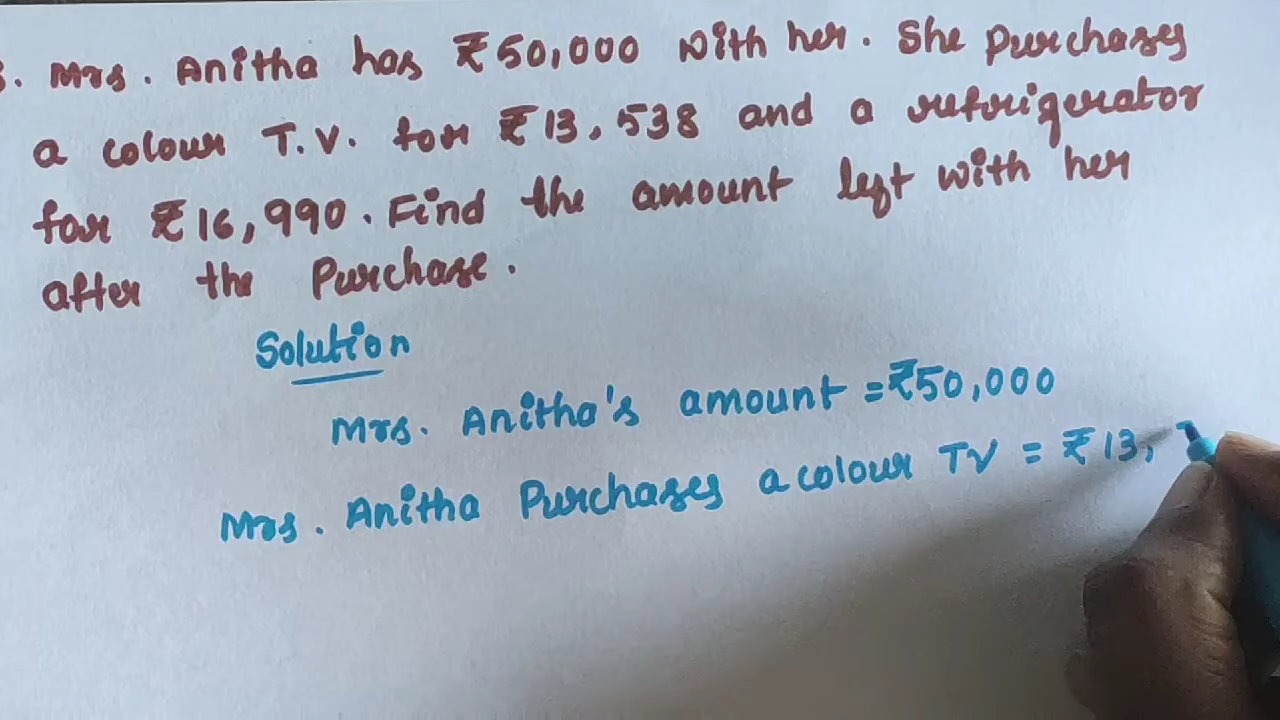 3. Mrs. Anitha has ₹50,000 with her. She Purchases
a colour T.V. for ₹13,538 and a refrigerator
for ₹16,990. Find the amount left with her
after the Purchase.
Solution
Mrs. Anitha's amount = ₹50,000
Mrs. Anitha Purchases a colour TV = ₹13,